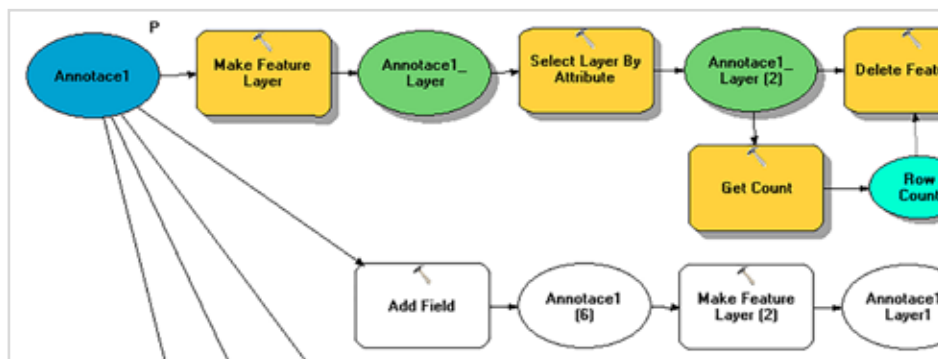 P
Annotace1
Make Feature
Layer
Annotace1_
Layer
Select Layer By
Attribute
Annotace1_
Layer (2)
Delete Featu
Get Count
Row
Count
Add Field
Annotace1
(6)
Make Feature
Layer (2)
Annotace1
Layer1